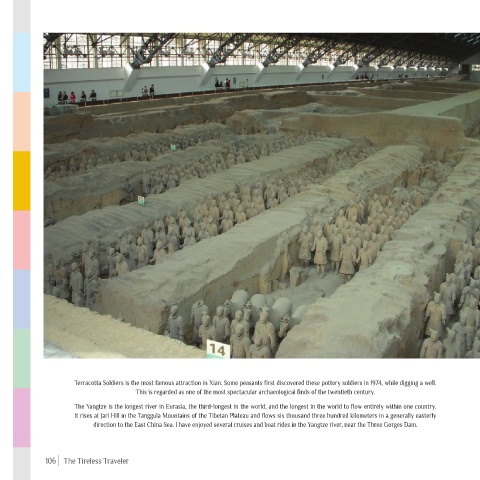 14
Terracotta Soldiers is the most famous attraction in Xian. Some peasants first discovered these pottery soldiers in 1974, while digging a well.
This is regarded as one of the most spectacular archaeological finds of the twentieth century.
The Yangtze is the longest river in Eurasia, the third-longest in the world, and the longest in the world to flow entirely within one country.
It rises at Jari Hill in the Tanggula Mountains of the Tibetan Plateau and flows six thousand three hundred kilometers in a generally easterly
direction to the East China Sea. I have enjoyed several cruises and boat rides in the Yangtze river, near the Three Gorges Dam.
106 | The Tireless Traveler